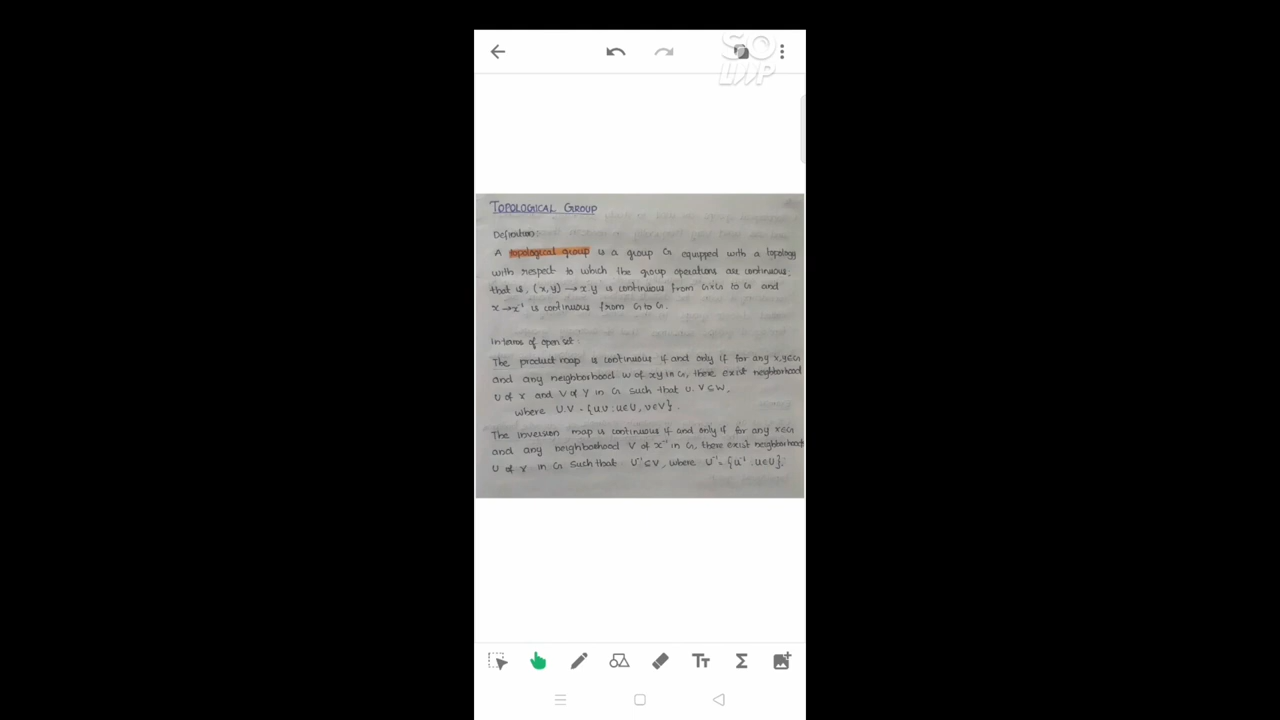 SO
LIIP
TOPOLOGICAL GROUP
Definition:
A topological group is a group G equipped with a topology
with respect to which the group operations are continuous,
that is, (x,y) → x.y is continuous from G×G to G and
x→x⁻¹ is continuous from G to G.
Interms of open set:
The product map is continuous if and only if for any x,y∈G
and any neighborhood W of xy in G, there exist neighborhood
U of x and V of y in G such that U.V⊆W,
where U.V = {u.v : u∈U, v∈V}.
The inversion map is continuous if and only if for any x∈G
and any neighborhood V of x⁻¹ in G, there exist neighborhood
U of x in G such that U⁻¹⊆V, where U⁻¹={u⁻¹ : u∈U}.
Tт
Σ